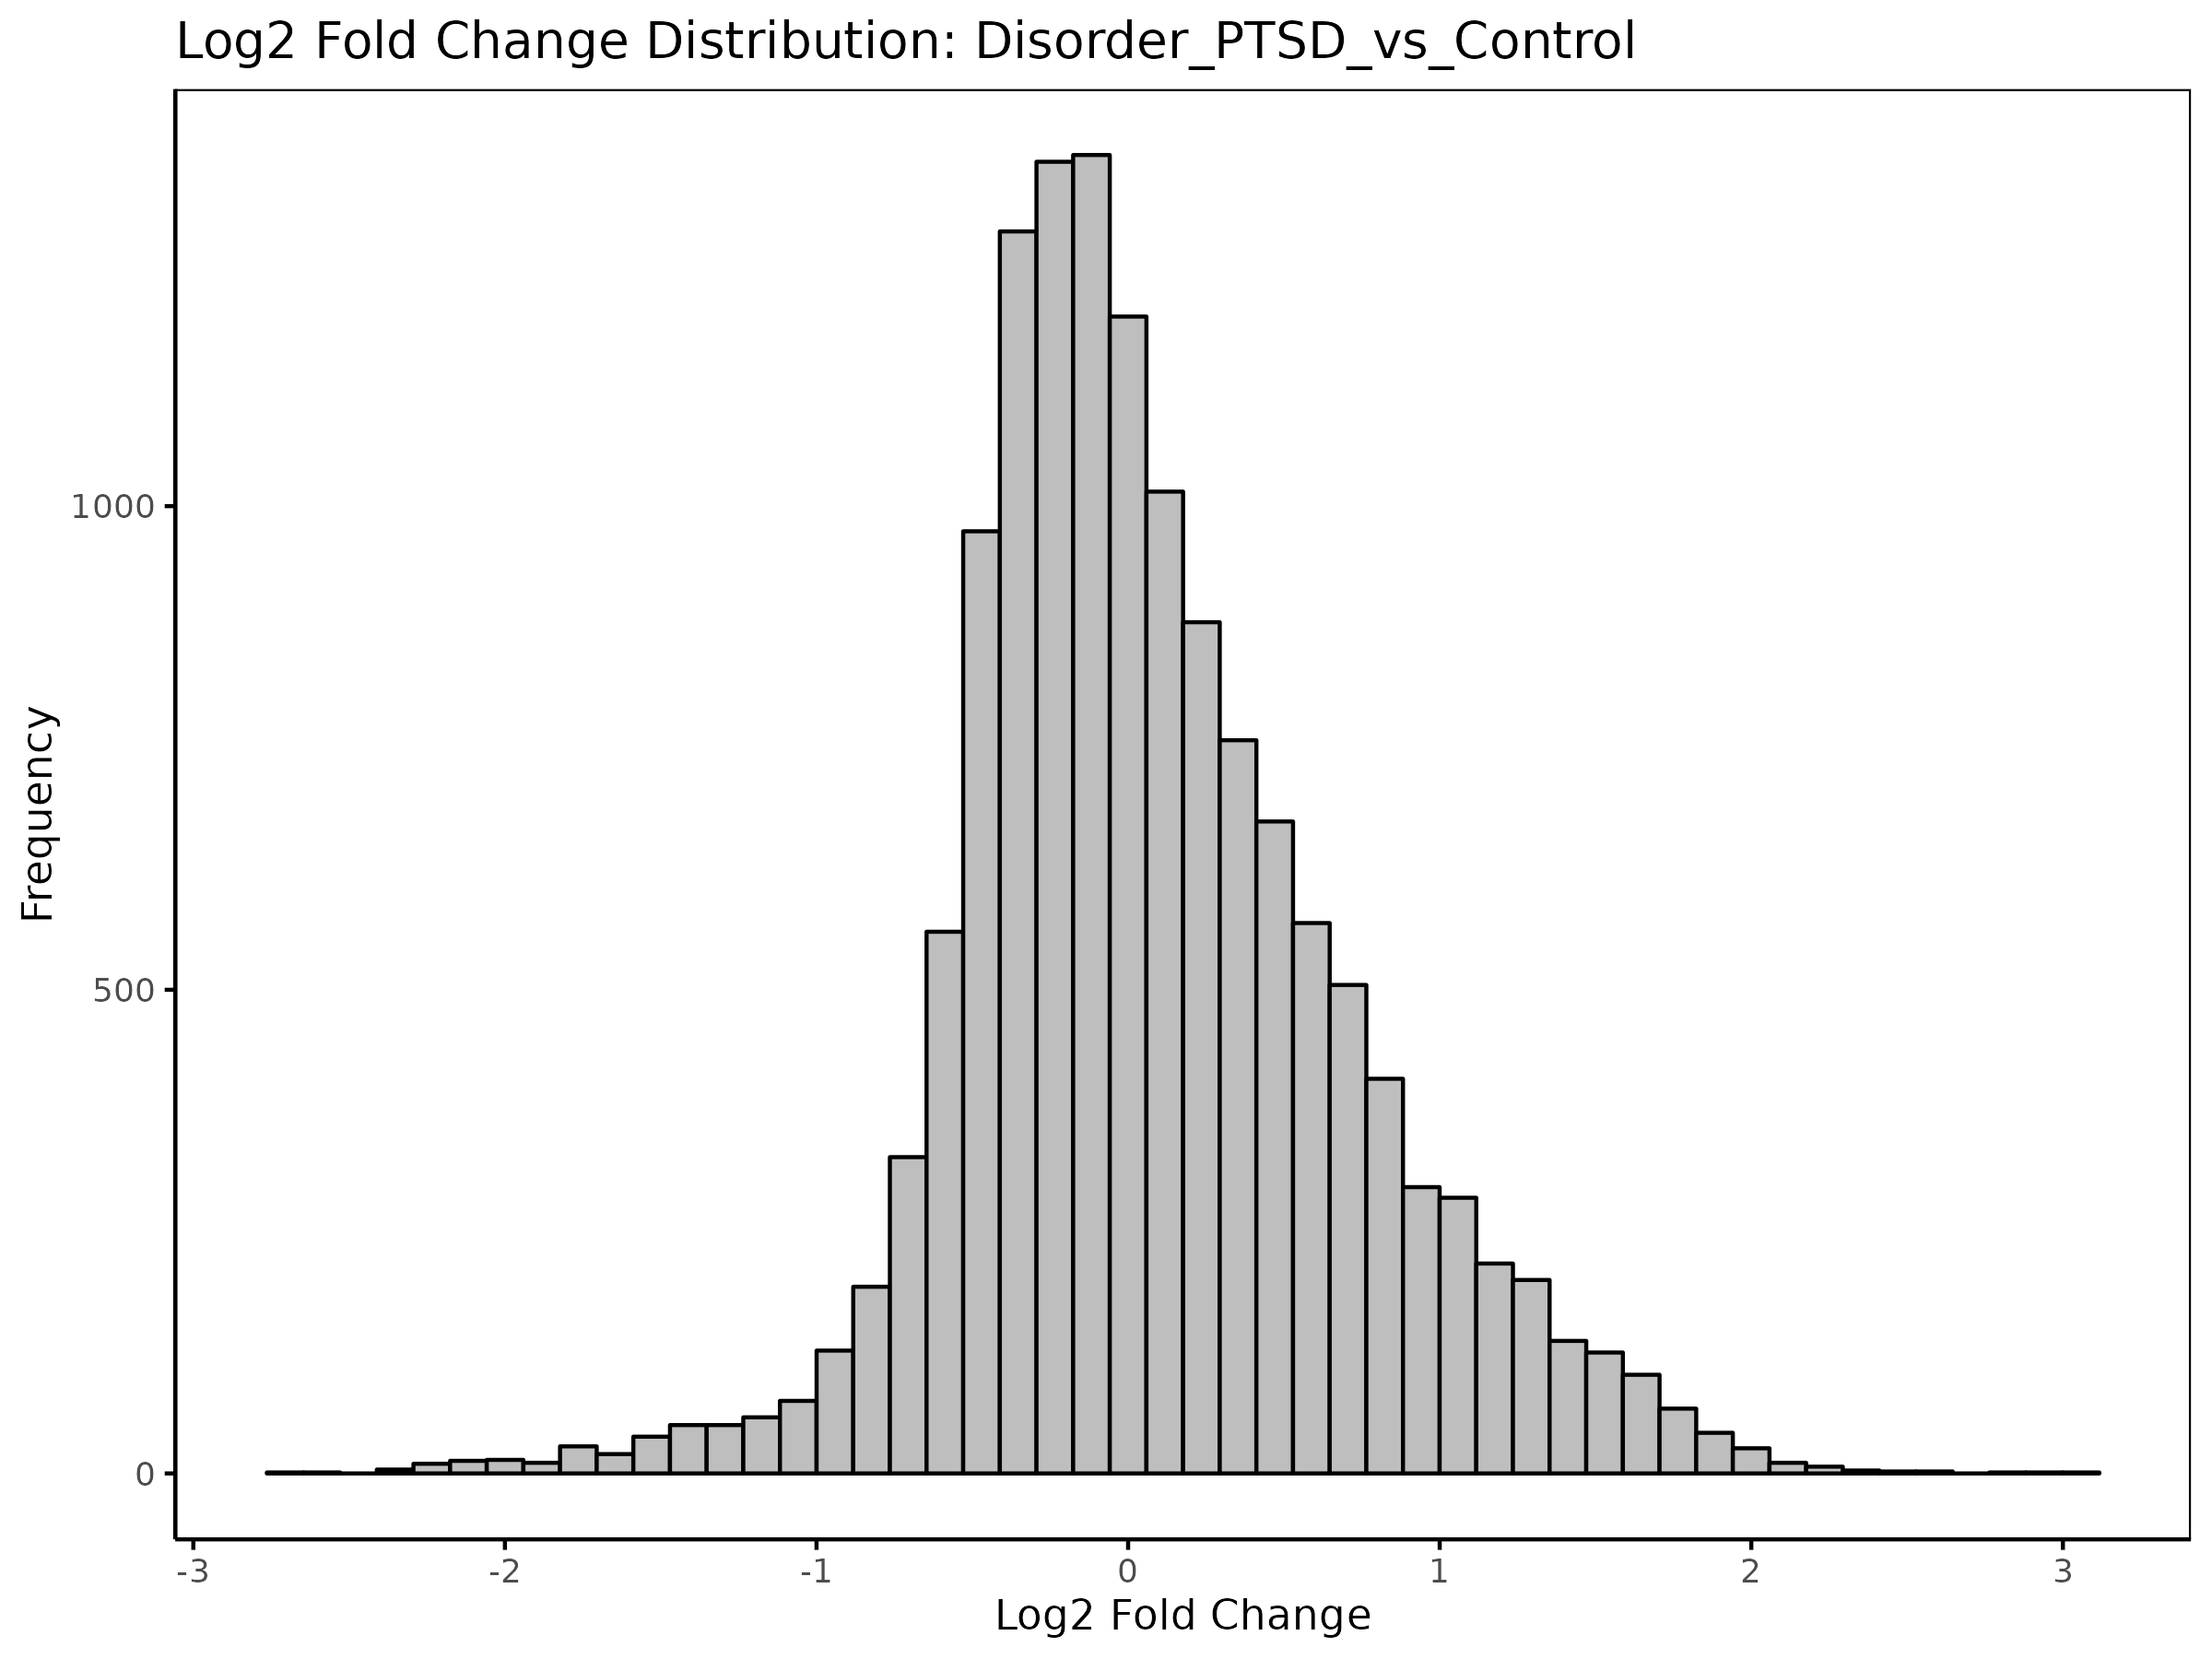 Log2 Fold Change Distribution: Disorder_PTSD_vs_Control
Frequency
1000
500
0
-3 -2 -1 0 1 2 3
Log2 Fold Change